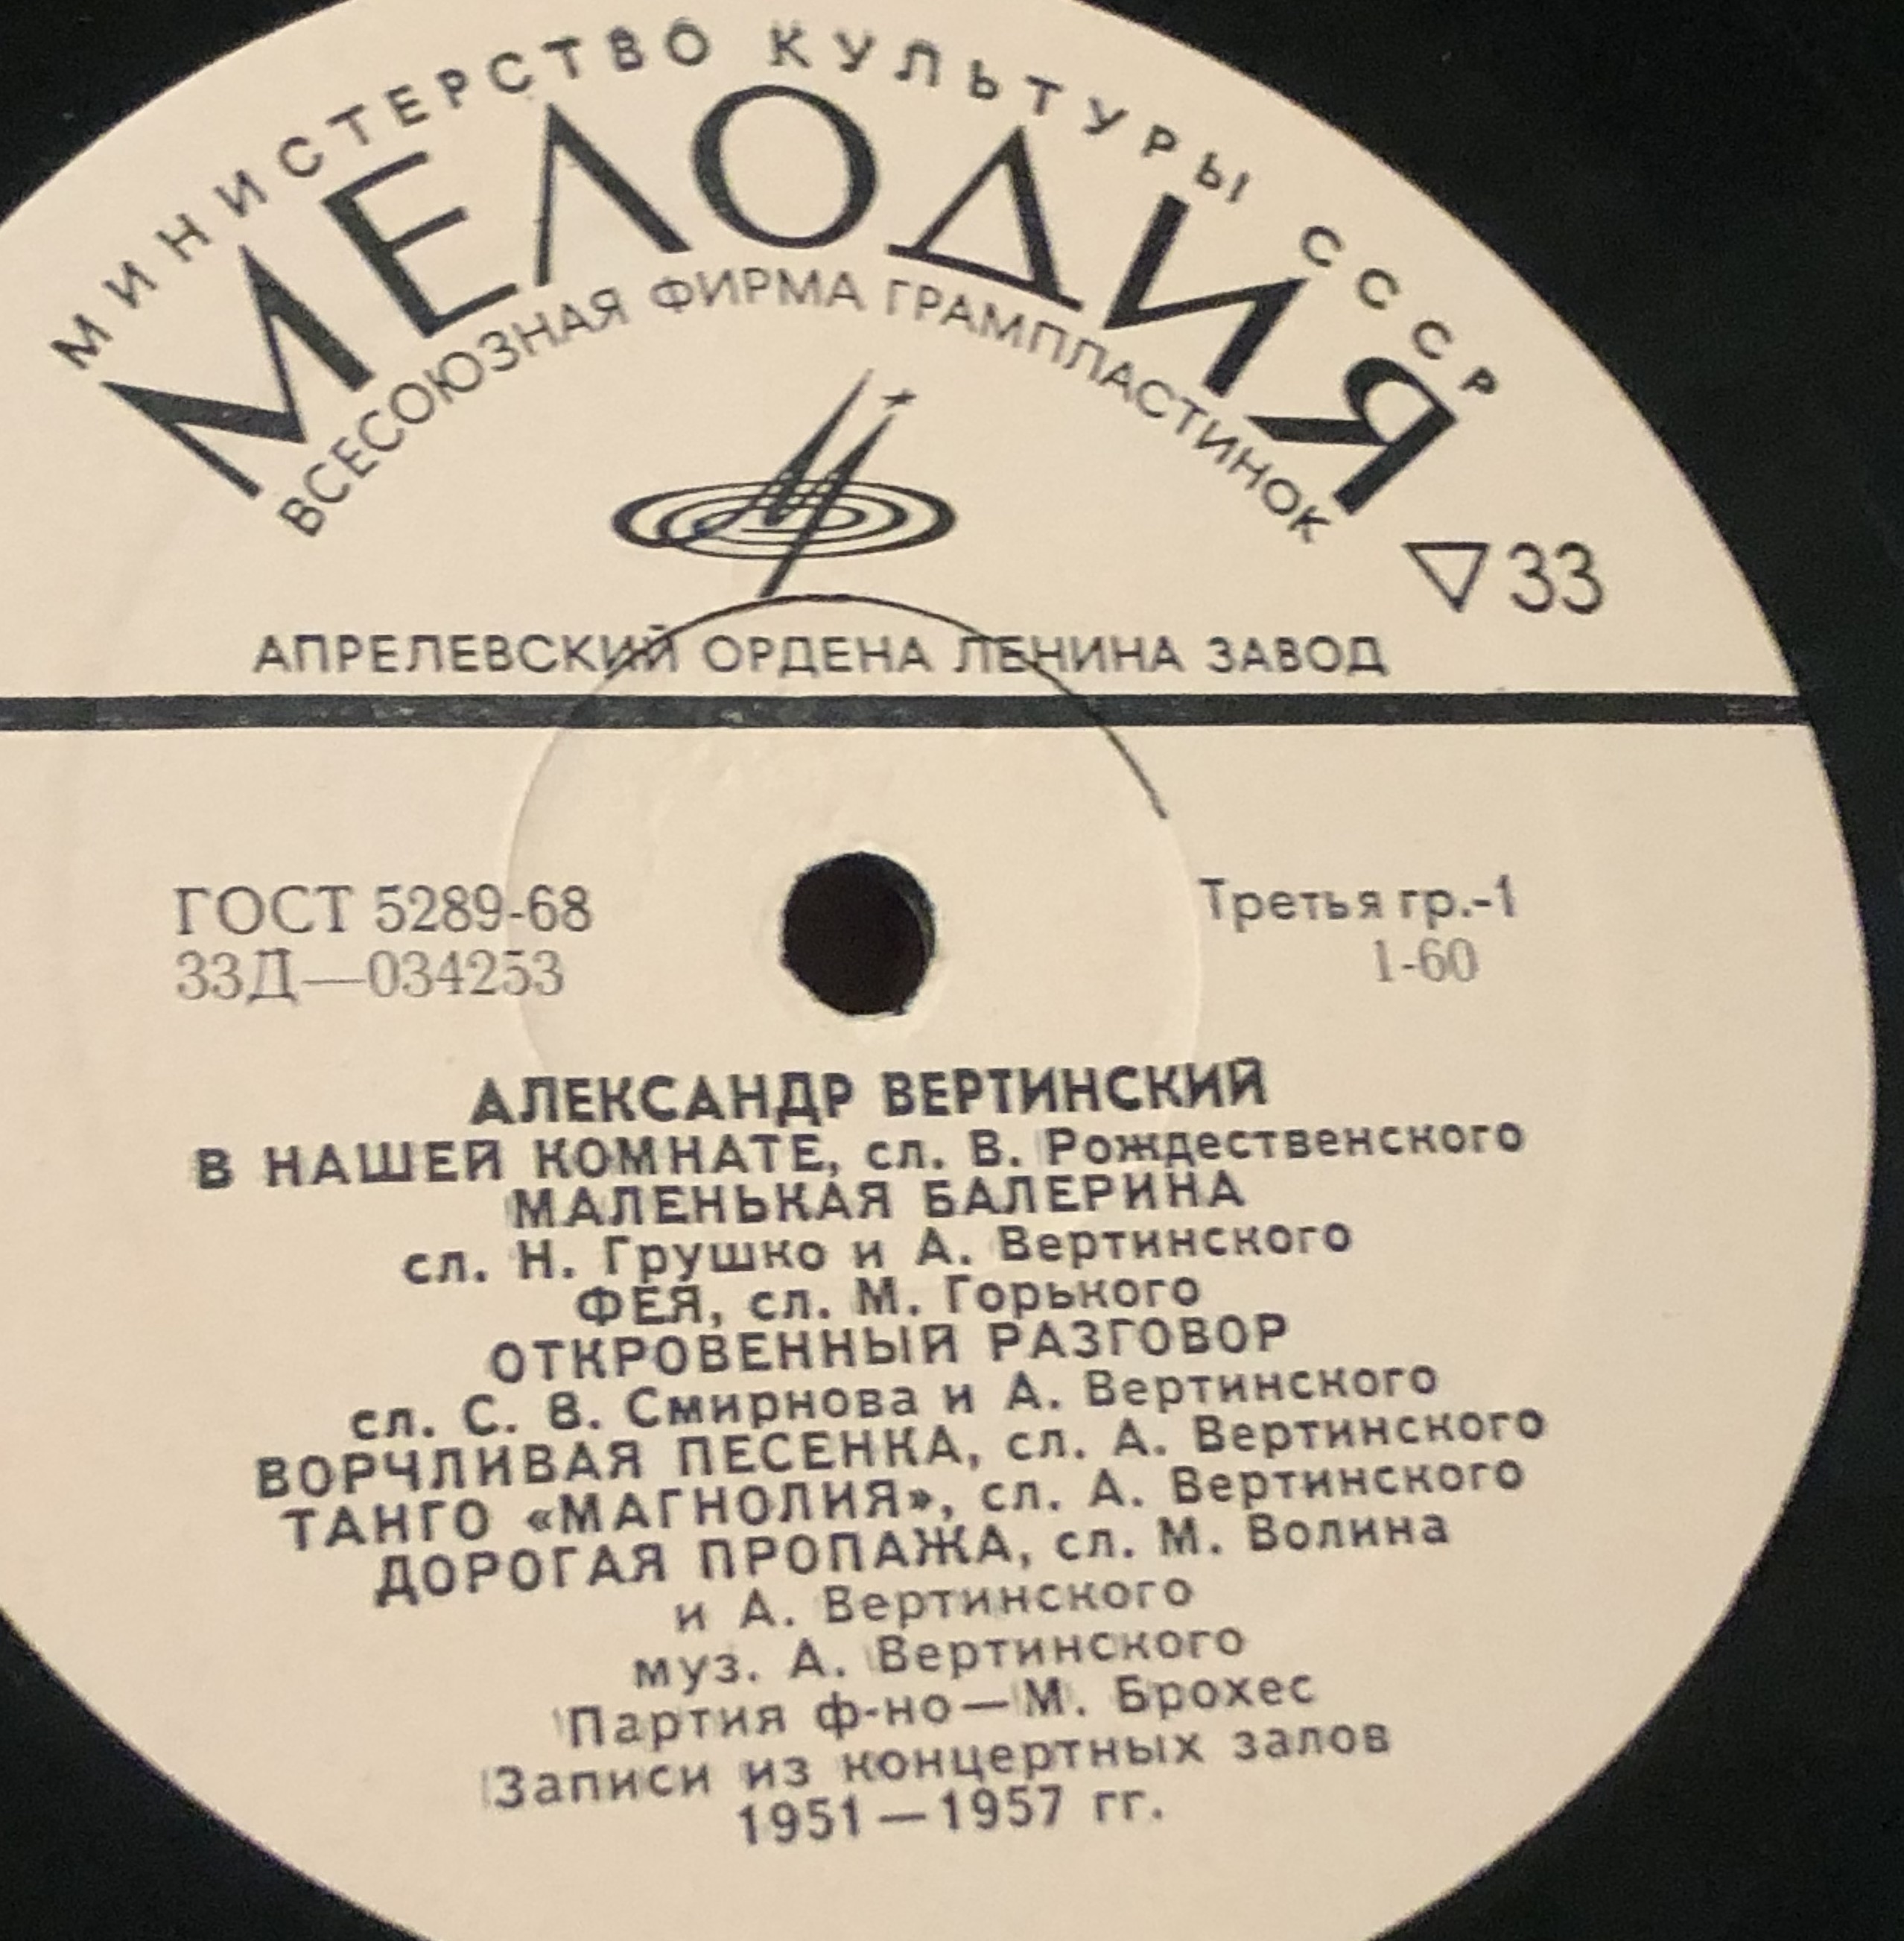 МИНИСТЕРСТВО КУЛЬТУРЫ СССР
МЕЛОДИЯ
ВСЕСОЮЗНАЯ ФИРМА ГРАМПЛАСТИНОК
▽33
АПРЕЛЕВСКИЙ ОРДЕНА ЛЕНИНА ЗАВОД
ГОСТ 5289-68
33Д—034253
Третья гр.-1
1-60
АЛЕКСАНДР ВЕРТИНСКИЙ
В НАШЕЙ КОМНАТЕ, сл. В. Рождественского
МАЛЕНЬКАЯ БАЛЕРИНА
сл. Н. Грушко и А. Вертинского
ФЕЯ, сл. М. Горького
ОТКРОВЕННЫЙ РАЗГОВОР
сл. С. В. Смирнова и А. Вертинского
ВОРЧЛИВАЯ ПЕСЕНКА, сл. А. Вертинского
ТАНГО «МАГНОЛИЯ», сл. А. Вертинского
ДОРОГАЯ ПРОПАЖА, сл. М. Волина
и А. Вертинского
муз. А. Вертинского
Партия ф-но—М. Брохес
Записи из концертных залов
1951—1957 гг.